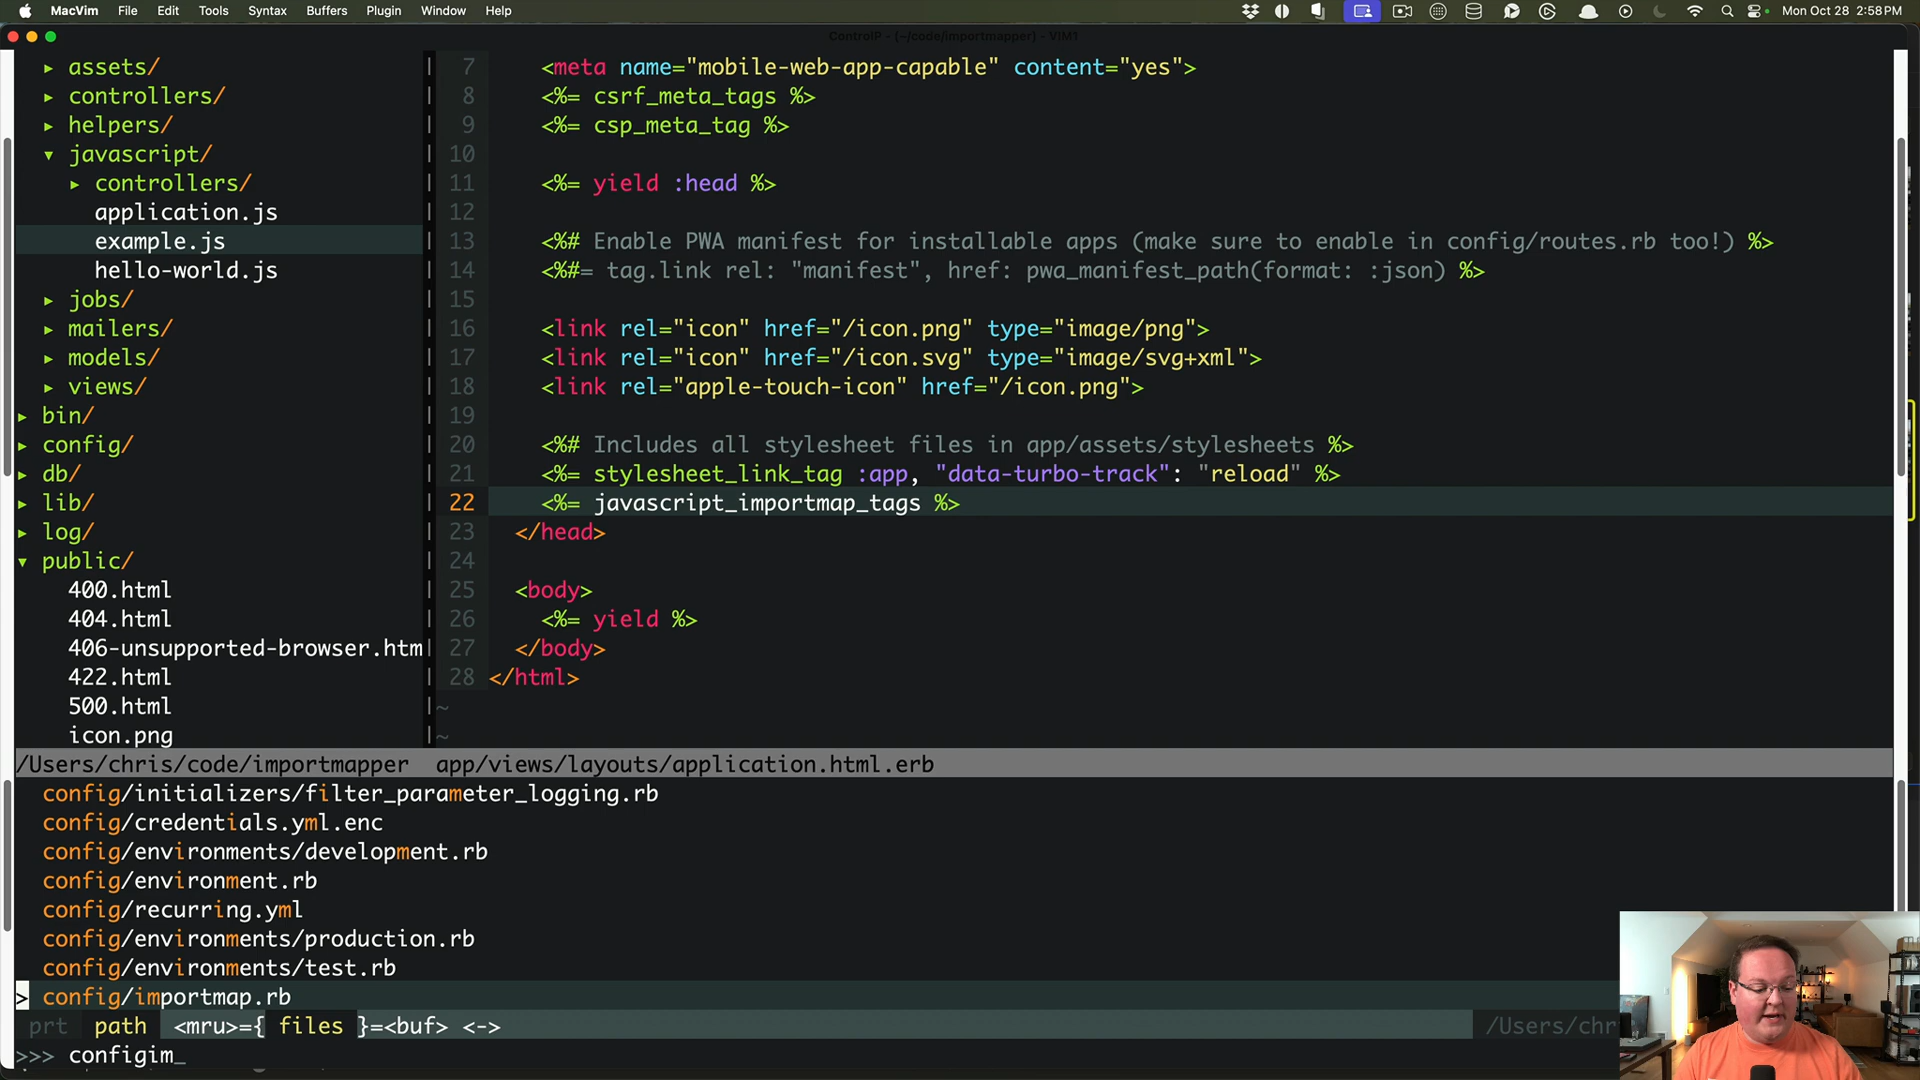 MacVim File Edit Tools Syntax Buffers Plugin Window Help
Mon Oct 28 2:58 PM
ControlP - (~/code/importmapper) - VIM1
▸ assets/
▸ controllers/
▸ helpers/
▾ javascript/
▸ controllers/
application.js
example.js
hello-world.js
▸ jobs/
▸ mailers/
▸ models/
▸ views/
▸ bin/
▸ config/
▸ db/
▸ lib/
▸ log/
▾ public/
400.html
404.html
406-unsupported-browser.htm
422.html
500.html
icon.png
7 <meta name="mobile-web-app-capable" content="yes">
8 <%= csrf_meta_tags %>
9 <%= csp_meta_tag %>
10
11 <%= yield :head %>
12
13 <%# Enable PWA manifest for installable apps (make sure to enable in config/routes.rb too!) %>
14 <%#= tag.link rel: "manifest", href: pwa_manifest_path(format: :json) %>
15
16 <link rel="icon" href="/icon.png" type="image/png">
17 <link rel="icon" href="/icon.svg" type="image/svg+xml">
18 <link rel="apple-touch-icon" href="/icon.png">
19
20 <%# Includes all stylesheet files in app/assets/stylesheets %>
21 <%= stylesheet_link_tag :app, "data-turbo-track": "reload" %>
22 <%= javascript_importmap_tags %>
23 </head>
24
25 <body>
26 <%= yield %>
27 </body>
28 </html>
~
~
/Users/chris/code/importmapper app/views/layouts/application.html.erb
config/initializers/filter_parameter_logging.rb
config/credentials.yml.enc
config/environments/development.rb
config/environment.rb
config/recurring.yml
config/environments/production.rb
config/environments/test.rb
> config/importmap.rb
prt path <mru>={ files }=<buf> <-> /Users/chr
>>> configim_